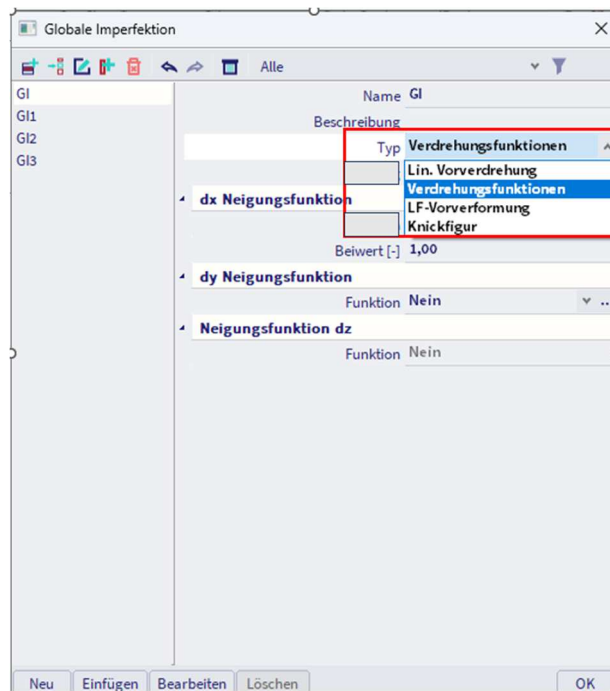 Globale Imperfektion
Alle
GI
GI1
GI2
GI3
Name GI
Beschreibung
Typ Verdrehungsfunktionen
Lin. Vorverdrehung
Verdrehungsfunktionen
LF-Vorverformung
Knickfigur
dx Neigungsfunktion
Beiwert [-] 1,00
dy Neigungsfunktion
Funktion Nein ...
Neigungsfunktion dz
Funktion Nein
Neu Einfügen Bearbeiten Löschen OK